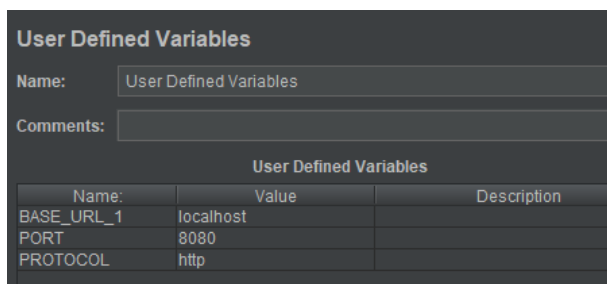 User Defined Variables
Name: User Defined Variables
Comments:
User Defined Variables
Name: Value Description
BASE_URL_1 localhost
PORT 8080
PROTOCOL http